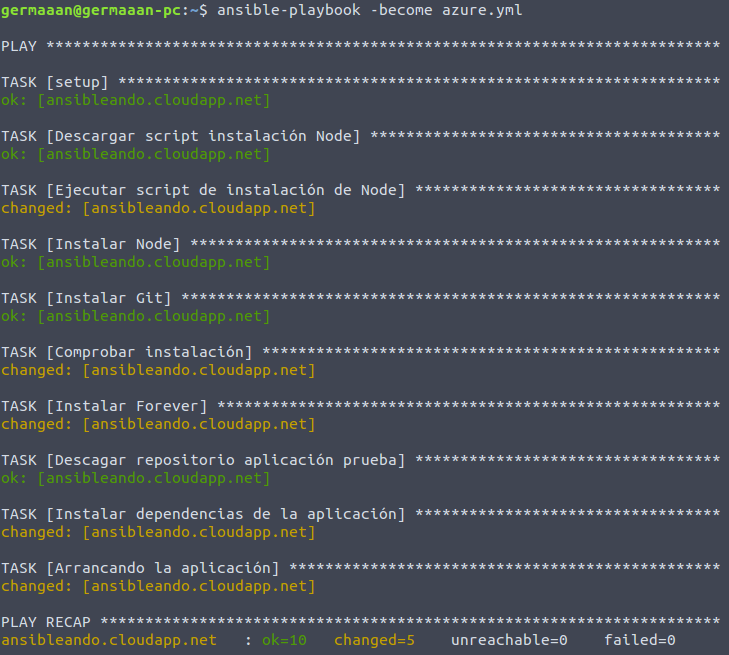 germaaan@germaaan-pc:~$ ansible-playbook -become azure.yml
PLAY ***************************************************************************
TASK [setup] *******************************************************************
ok: [ansibleando.cloudapp.net]
TASK [Descargar script instalación Node] ***************************************
ok: [ansibleando.cloudapp.net]
TASK [Ejecutar script de instalación de Node] **********************************
changed: [ansibleando.cloudapp.net]
TASK [Instalar Node] ***********************************************************
ok: [ansibleando.cloudapp.net]
TASK [Instalar Git] ************************************************************
ok: [ansibleando.cloudapp.net]
TASK [Comprobar instalación] ***************************************************
changed: [ansibleando.cloudapp.net]
TASK [Instalar Forever] ********************************************************
changed: [ansibleando.cloudapp.net]
TASK [Descagar repositorio aplicación prueba] **********************************
ok: [ansibleando.cloudapp.net]
TASK [Instalar dependencias de la aplicación] **********************************
changed: [ansibleando.cloudapp.net]
TASK [Arrancando la aplicación] ************************************************
changed: [ansibleando.cloudapp.net]
PLAY RECAP *********************************************************************
ansibleando.cloudapp.net   : ok=10   changed=5    unreachable=0    failed=0